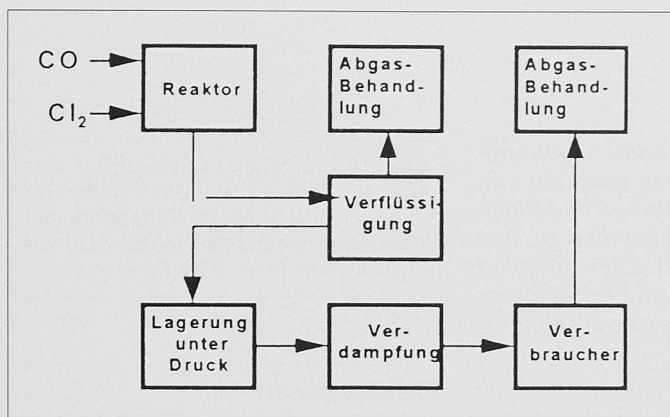 CO
Cl₂
Reaktor
Abgas-
Behand-
lung
Abgas-
Behand-
lung
Verflüssi-
gung
Lagerung
unter
Druck
Ver-
dampfung
Ver-
braucher